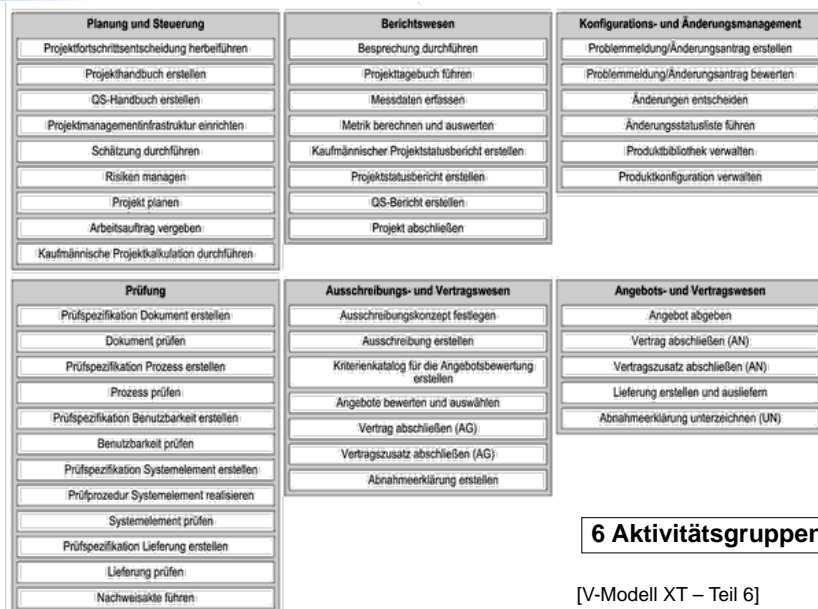 Planung und Steuerung
Projektfortschrittsentscheidung herbeiführen
Projekthandbuch erstellen
QS-Handbuch erstellen
Projektmanagementinfrastruktur einrichten
Schätzung durchführen
Risiken managen
Projekt planen
Arbeitsauftrag vergeben
Kaufmännische Projektkalkulation durchführen
Berichtswesen
Besprechung durchführen
Projekttagebuch führen
Messdaten erfassen
Metrik berechnen und auswerten
Kaufmännischer Projektstatusbericht erstellen
Projektstatusbericht erstellen
QS-Bericht erstellen
Projekt abschließen
Konfigurations- und Änderungsmanagement
Problemmeldung/Änderungsantrag erstellen
Problemmeldung/Änderungsantrag bewerten
Änderungen entscheiden
Änderungsstatusliste führen
Produktbibliothek verwalten
Produktkonfiguration verwalten
Prüfung
Prüfspezifikation Dokument erstellen
Dokument prüfen
Prüfspezifikation Prozess erstellen
Prozess prüfen
Prüfspezifikation Benutzbarkeit erstellen
Benutzbarkeit prüfen
Prüfspezifikation Systemelement erstellen
Prüfprozedur Systemelement realisieren
Systemelement prüfen
Prüfspezifikation Lieferung erstellen
Lieferung prüfen
Nachweisakte führen
Ausschreibungs- und Vertragswesen
Ausschreibungskonzept festlegen
Ausschreibung erstellen
Kriterienkatalog für die Angebotsbewertung
erstellen
Angebote bewerten und auswählen
Vertrag abschließen (AG)
Vertragszusatz abschließen (AG)
Abnahmeerklärung erstellen
Angebots- und Vertragswesen
Angebot abgeben
Vertrag abschließen (AN)
Vertragszusatz abschließen (AN)
Lieferung erstellen und ausliefern
Abnahmeerklärung unterzeichnen (UN)
6 Aktivitätsgruppen
[V-Modell XT – Teil 6]